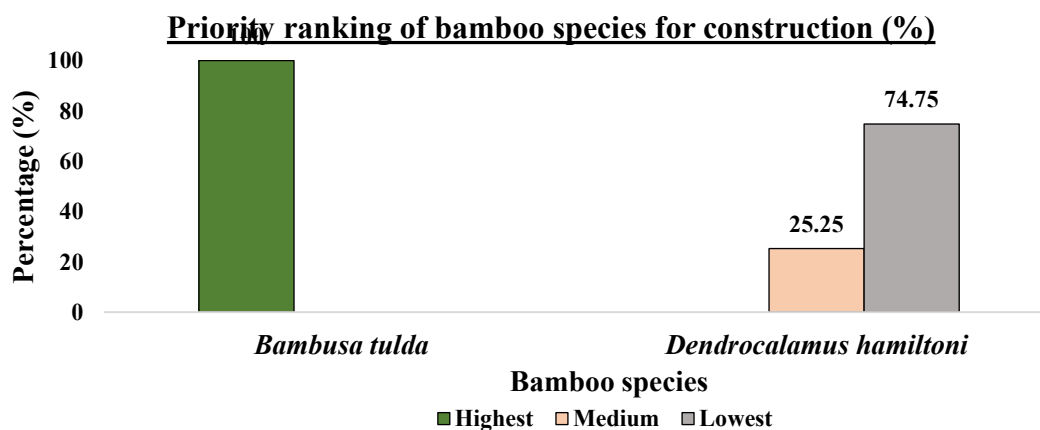 Priority ranking of bamboo species for construction (%)
100
100
80
60
40
20
0
Percentage (%)
74.75
25.25
Bambusa tulda
Dendrocalamus hamiltoni
Bamboo species
Highest
Medium
Lowest